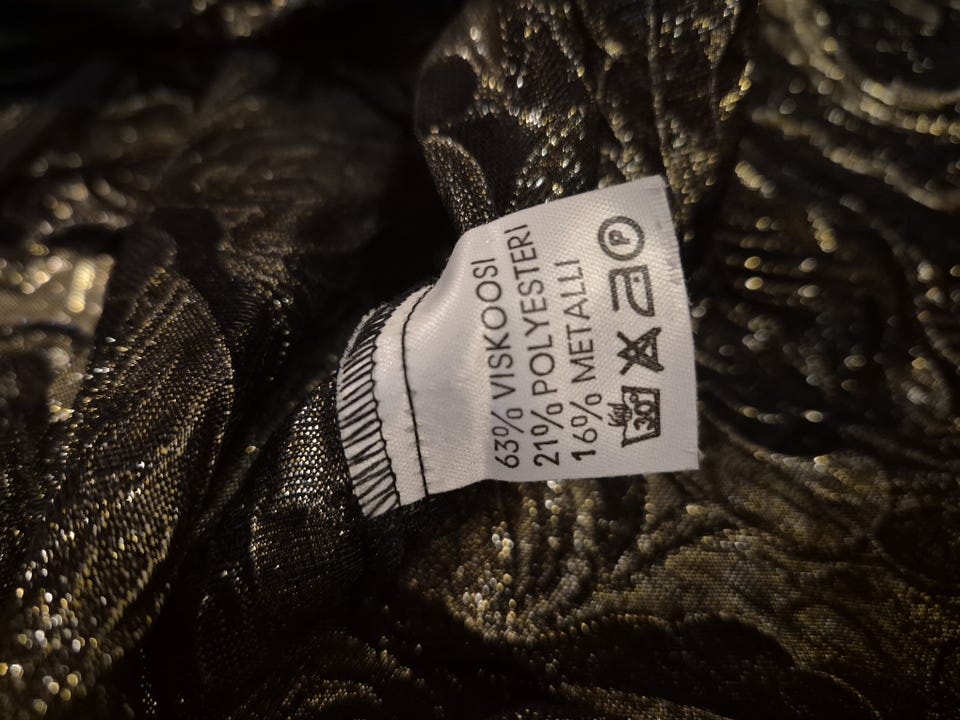 63% VISKOOSI
21% POLYESTERI
16% METALLI
30° P